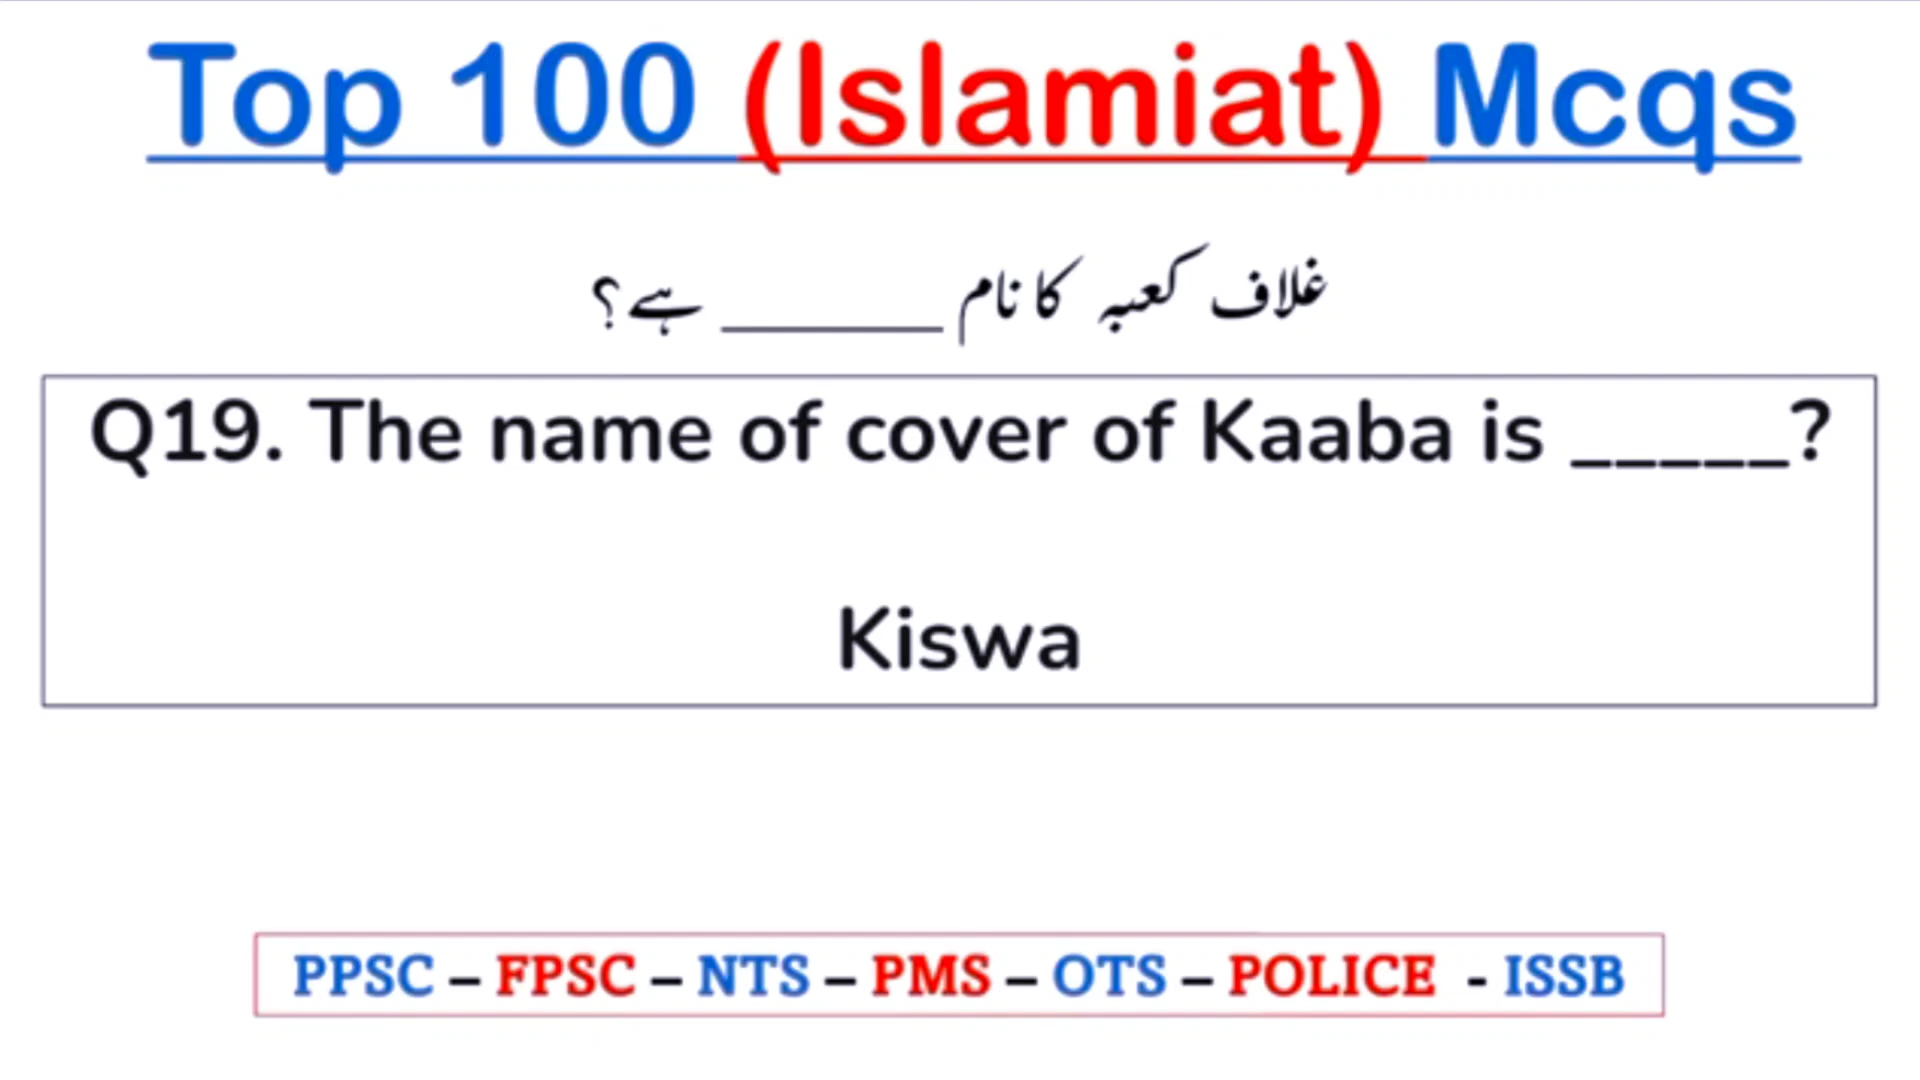 Top 100 (Islamiat) Mcqs
غلاف کعبہ کا نام ______ ہے؟
Q19. The name of cover of Kaaba is _____?
Kiswa
PPSC – FPSC – NTS – PMS – OTS – POLICE - ISSB